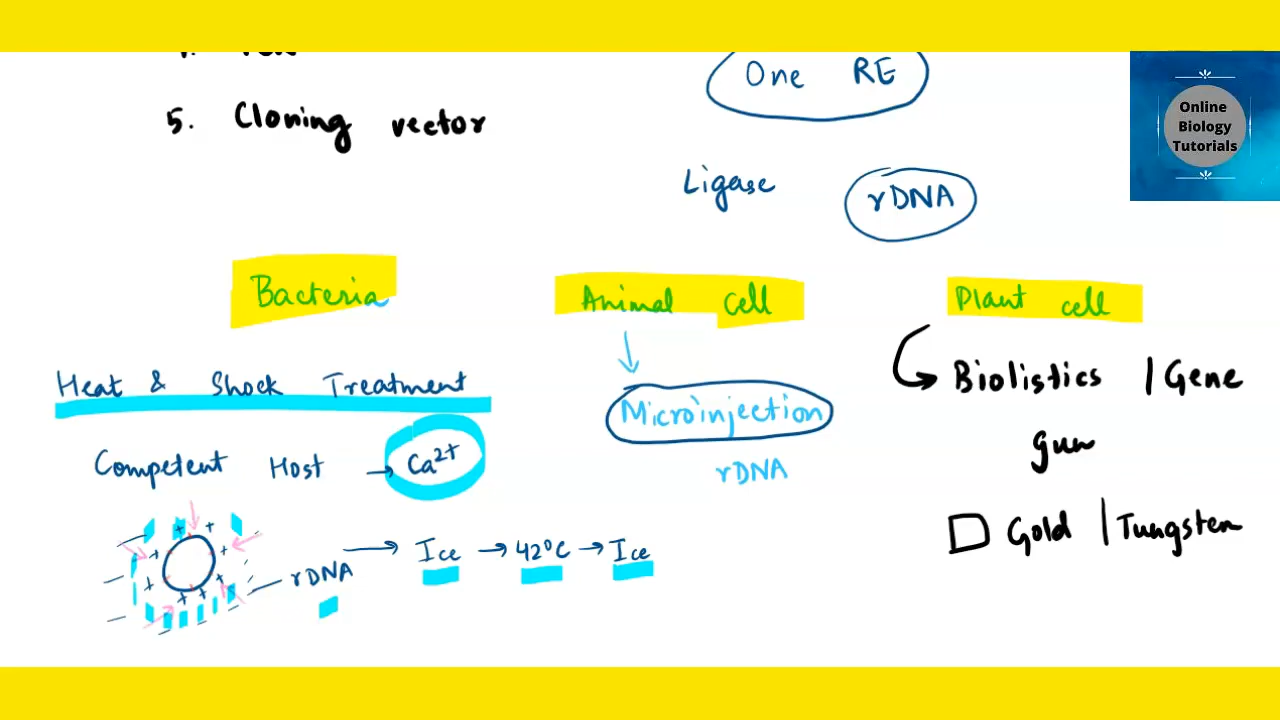 One RE
5. Cloning vector
Ligase rDNA
Online
Biology
Tutorials
Bacteria
Heat & Shock Treatment
Competent Host → Ca2+
rDNA → Ice → 42°C → Ice
Animal cell
Microinjection
rDNA
Plant cell
Biolistics / Gene
gun
Gold / Tungsten